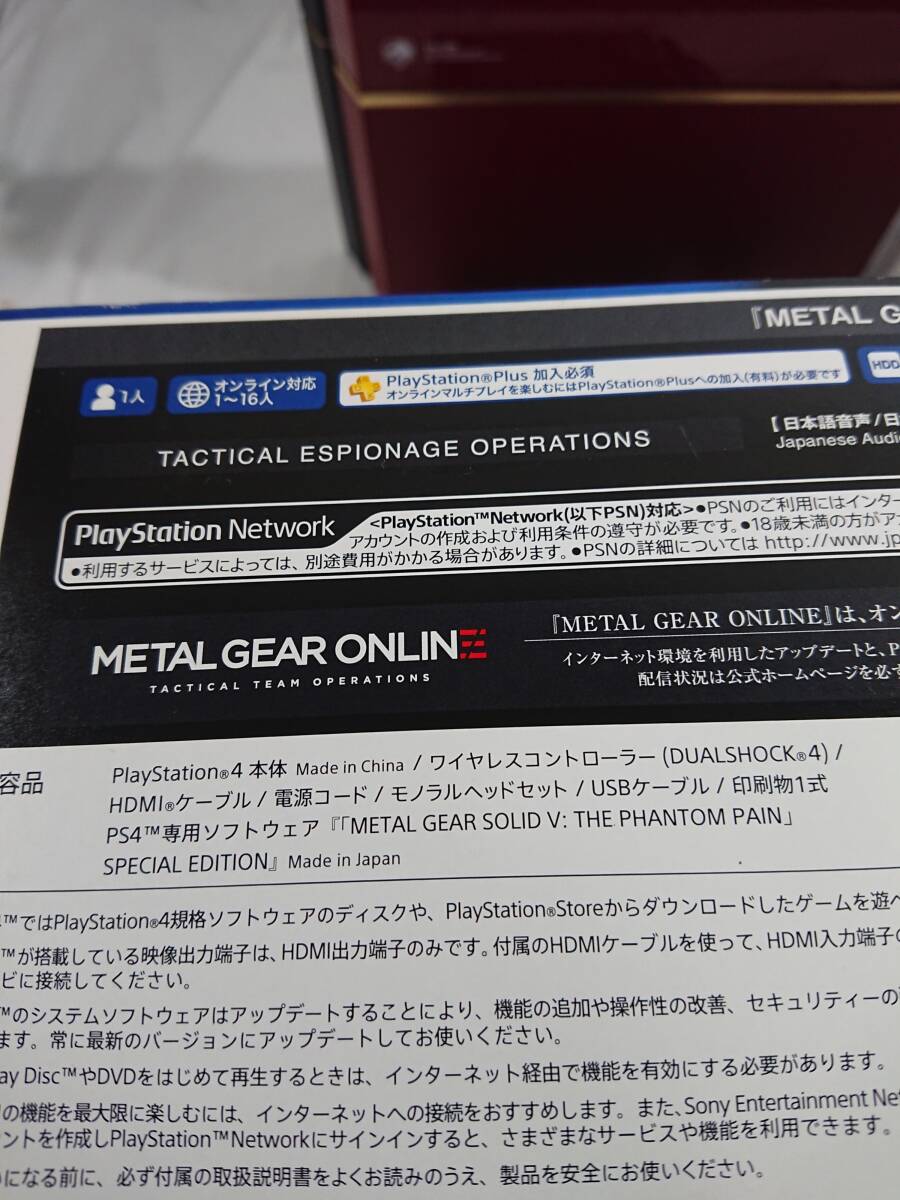 『METAL G
1人
オンライン対応
1～16人
PlayStation®Plus 加入必須
オンラインマルチプレイを楽しむにはPlayStation®Plusへの加入(有料)が必要です
HDD
TACTICAL ESPIONAGE OPERATIONS
【日本語音声/日
Japanese Audio
PlayStation Network
<PlayStation™Network(以下PSN)対応>●PSNのご利用にはインター
アカウントの作成および利用条件の遵守が必要です。●18歳未満の方がア
●利用するサービスによっては、別途費用がかかる場合があります。●PSNの詳細については http://www.jp
METAL GEAR ONLINE
TACTICAL TEAM OPERATIONS
『METAL GEAR ONLINE』は、オン
インターネット環境を利用したアップデートと、P
配信状況は公式ホームページを必ず
容品
PlayStation®4 本体 Made in China / ワイヤレスコントローラー (DUALSHOCK®4) /
HDMI®ケーブル / 電源コード / モノラルヘッドセット / USBケーブル / 印刷物1式
PS4™専用ソフトウェア『「METAL GEAR SOLID V: THE PHANTOM PAIN」
SPECIAL EDITION』 Made in Japan
™ではPlayStation®4規格ソフトウェアのディスクや、PlayStation®Storeからダウンロードしたゲームを遊べ
™が搭載している映像出力端子は、HDMI出力端子のみです。付属のHDMIケーブルを使って、HDMI入力端子の
ビに接続してください。
™のシステムソフトウェアはアップデートすることにより、機能の追加や操作性の改善、セキュリティーの
ます。常に最新のバージョンにアップデートしてお使いください。
ay Disc™やDVDをはじめて再生するときは、インターネット経由で機能を有効にする必要があります。
の機能を最大限に楽しむには、インターネットへの接続をおすすめします。また、Sony Entertainment Net
ントを作成しPlayStation™Networkにサインインすると、さまざまなサービスや機能を利用できます。
になる前に、必ず付属の取扱説明書をよくお読みのうえ、製品を安全にお使いください。